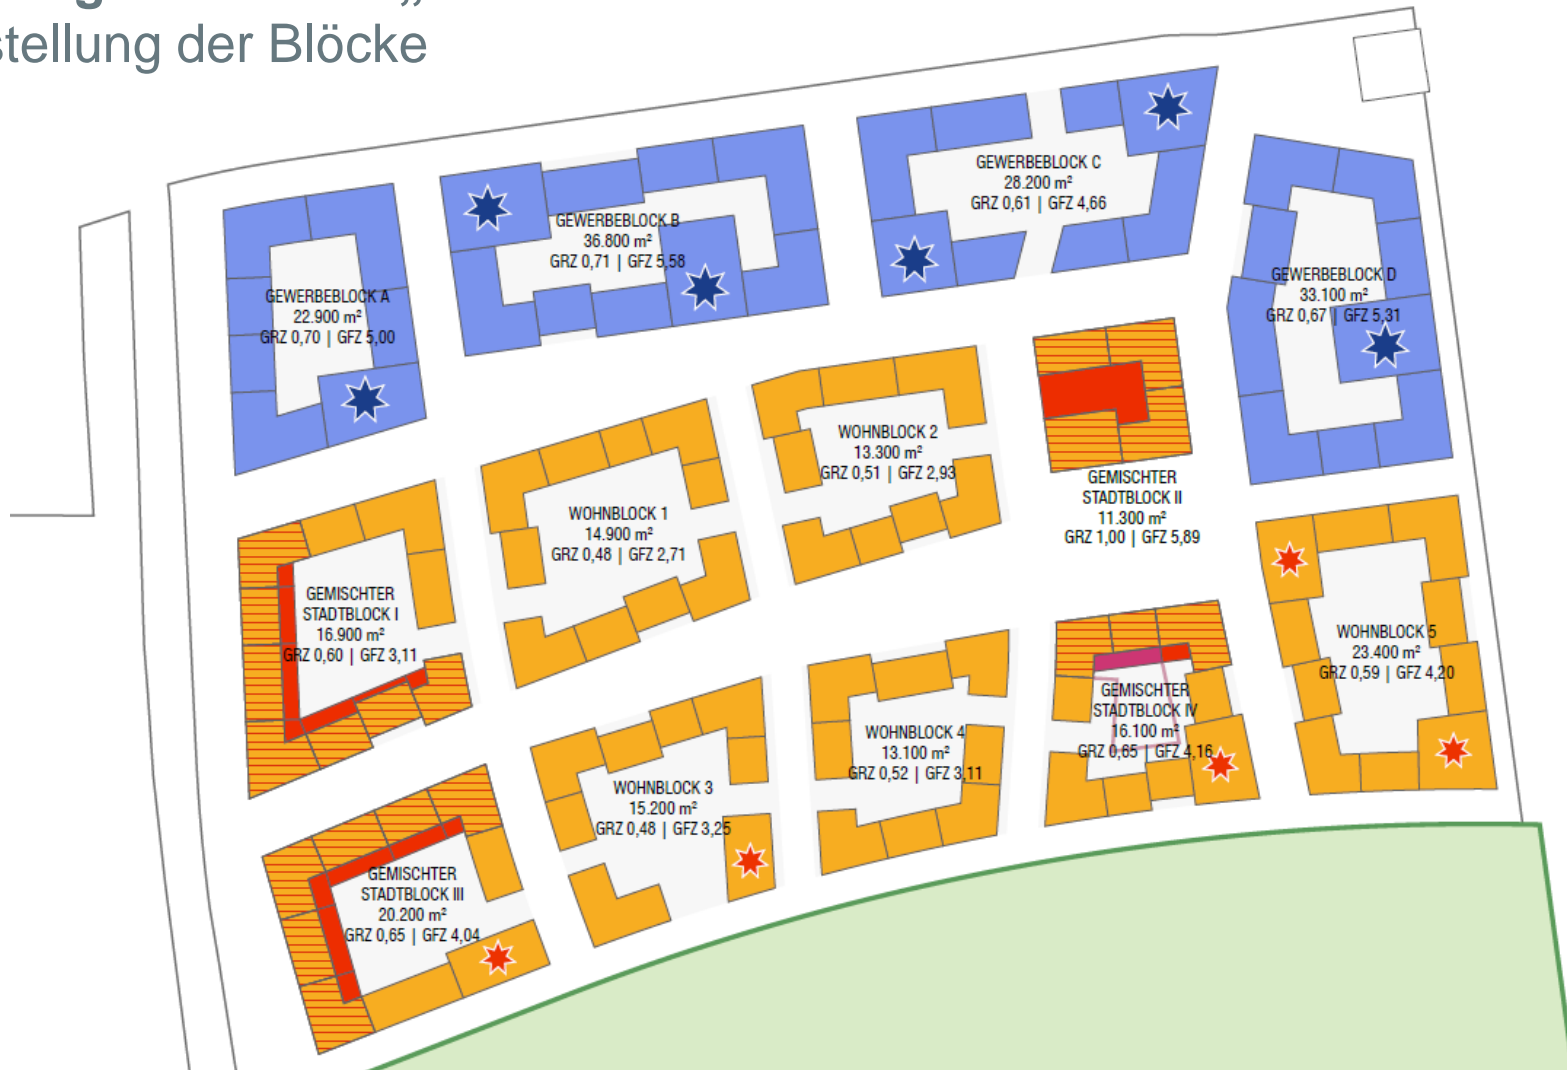 stellung der Blöcke
GEWERBEBLOCK C
28.200 m²
GRZ 0,61 | GFZ 4,66
GEWERBEBLOCK B
36.800 m²
GRZ 0,71 | GFZ 5,58
GEWERBEBLOCK D
33.100 m²
GRZ 0,67 | GFZ 5,31
GEWERBEBLOCK A
22.900 m²
GRZ 0,70 | GFZ 5,00
WOHNBLOCK 2
13.300 m²
GRZ 0,51 | GFZ 2,93
GEMISCHTER
STADTBLOCK II
11.300 m²
GRZ 1,00 | GFZ 5,89
WOHNBLOCK 1
14.900 m²
GRZ 0,48 | GFZ 2,71
GEMISCHTER
STADTBLOCK I
16.900 m²
GRZ 0,60 | GFZ 3,11
WOHNBLOCK 5
23.400 m²
GRZ 0,59 | GFZ 4,20
GEMISCHTER
STADTBLOCK IV
16.100 m²
GRZ 0,65 | GFZ 4,16
WOHNBLOCK 4
13.100 m²
GRZ 0,52 | GFZ 3,11
WOHNBLOCK 3
15.200 m²
GRZ 0,48 | GFZ 3,25
GEMISCHTER
STADTBLOCK III
20.200 m²
GRZ 0,65 | GFZ 4,04